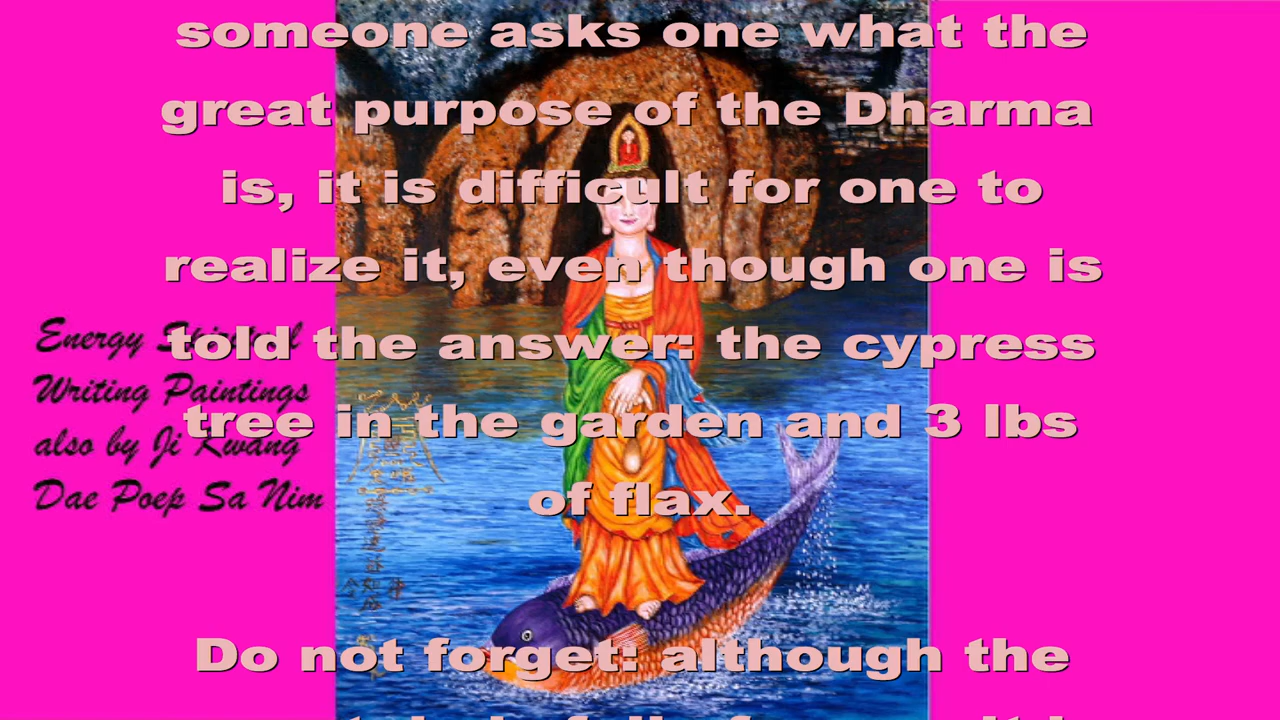 someone asks one what the
great purpose of the Dharma
is, it is difficult for one to
realize it, even though one is
told the answer: the cypress
tree in the garden and 3 lbs
of flax.
Do not forget: although the
Energy Spiritual
Writing Paintings
also by Ji Kwang
Dae Poep Sa Nim